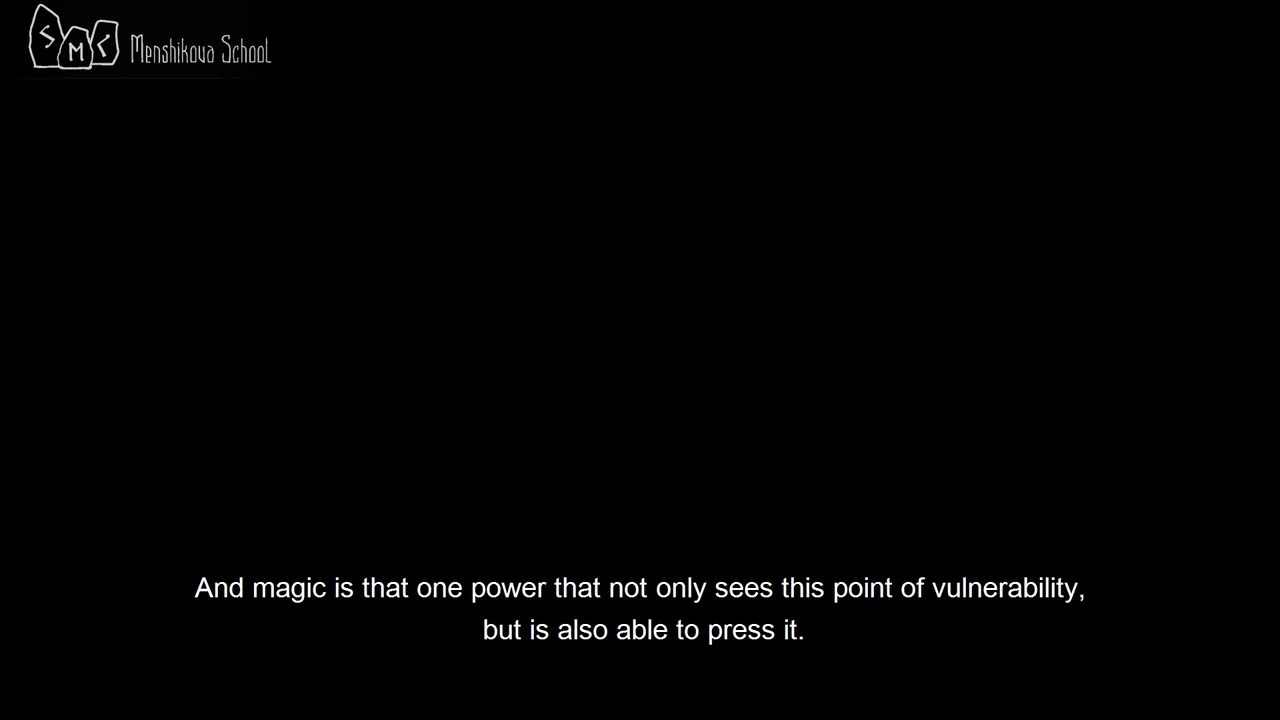 SMS Menshikova School
And magic is that one power that not only sees this point of vulnerability,
but is also able to press it.